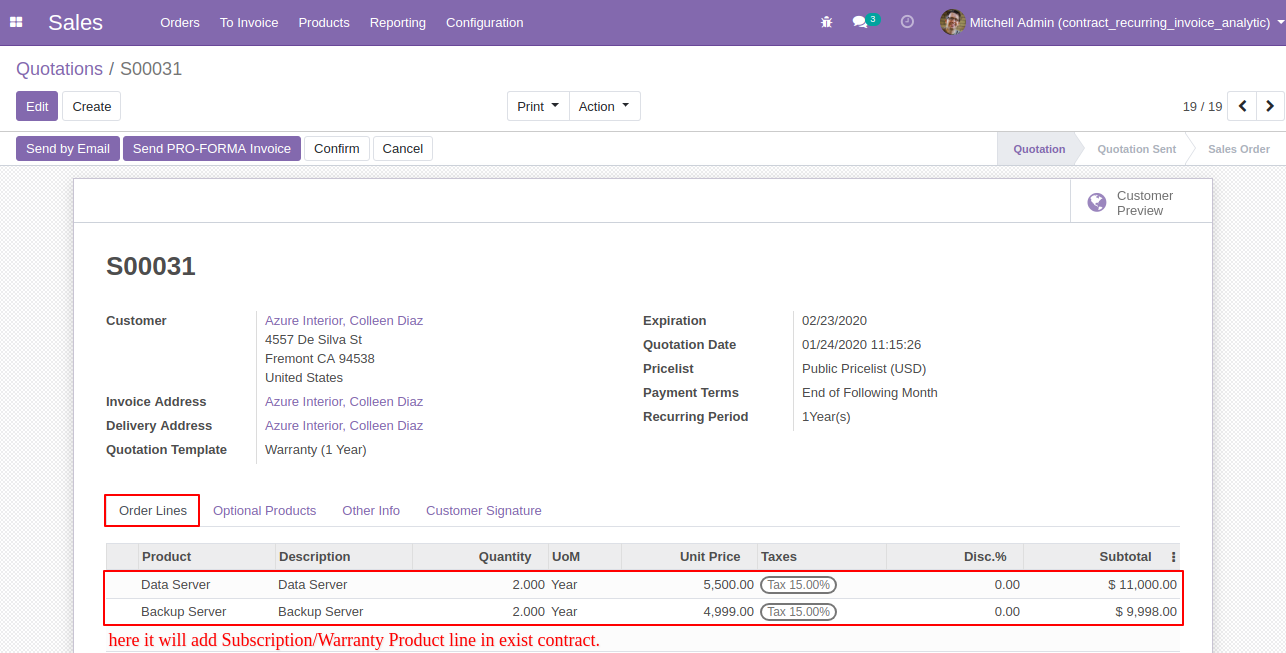 Sales Orders To Invoice Products Reporting Configuration 3 Mitchell Admin (contract_recurring_invoice_analytic)
Quotations / S00031
Edit Create Print Action 19 / 19
Send by Email Send PRO-FORMA Invoice Confirm Cancel Quotation Quotation Sent Sales Order
Customer
Preview
S00031
Customer Azure Interior, Colleen Diaz Expiration 02/23/2020
4557 De Silva St Quotation Date 01/24/2020 11:15:26
Fremont CA 94538 Pricelist Public Pricelist (USD)
United States Payment Terms End of Following Month
Invoice Address Azure Interior, Colleen Diaz Recurring Period 1Year(s)
Delivery Address Azure Interior, Colleen Diaz
Quotation Template Warranty (1 Year)
Order Lines Optional Products Other Info Customer Signature
Product Description Quantity UoM Unit Price Taxes Disc.% Subtotal
Data Server Data Server 2.000 Year 5,500.00 Tax 15.00% 0.00 $ 11,000.00
Backup Server Backup Server 2.000 Year 4,999.00 Tax 15.00% 0.00 $ 9,998.00
here it will add Subscription/Warranty Product line in exist contract.